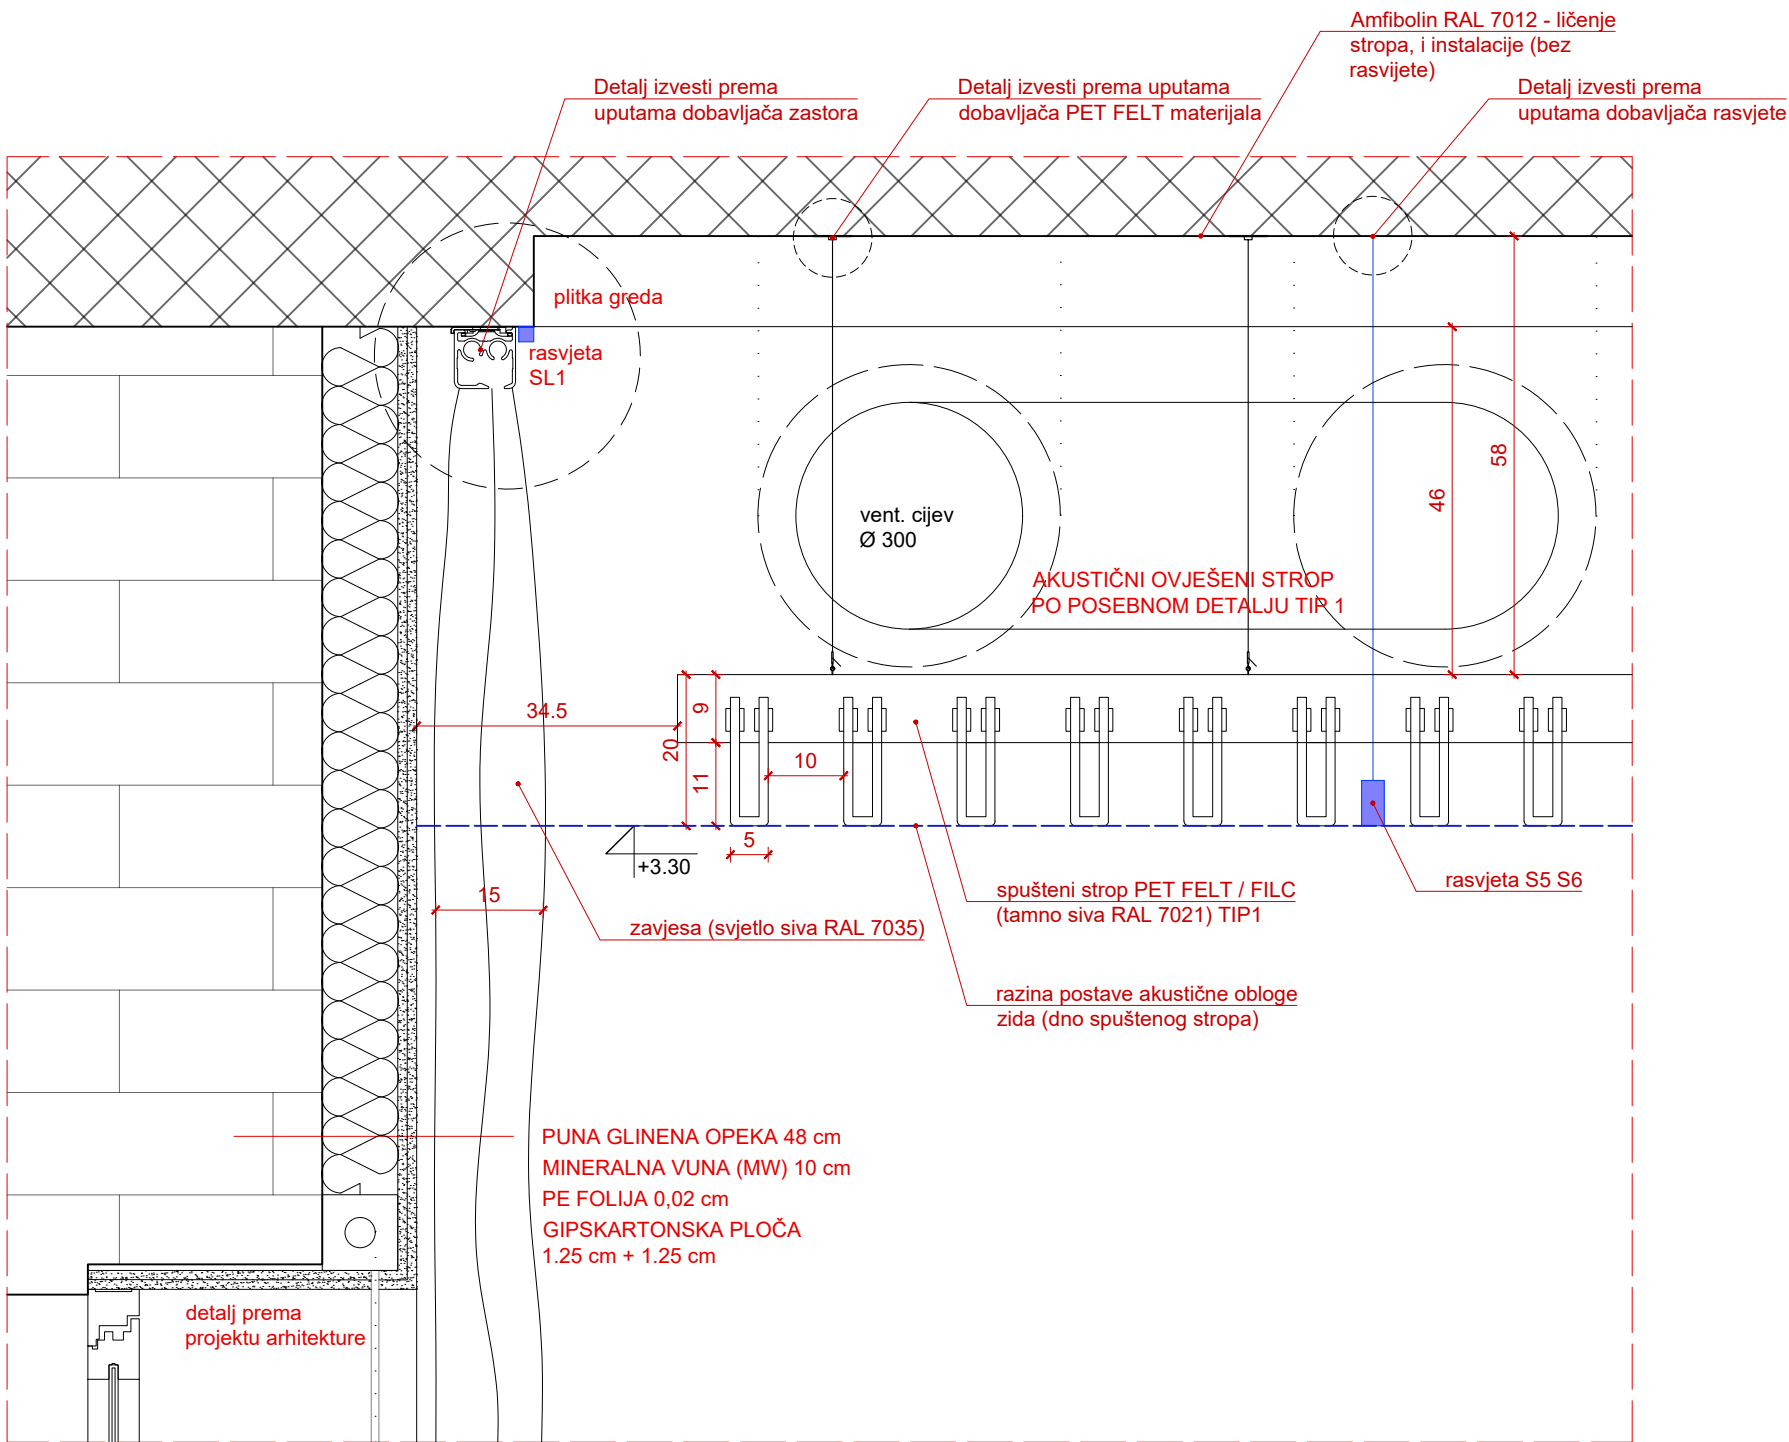 Amfibolin RAL 7012 - ličenje
stropa, i instalacije (bez
rasvijete)
Detalj izvesti prema
uputama dobavljača zastora
Detalj izvesti prema uputama
dobavljača PET FELT materijala
Detalj izvesti prema
uputama dobavljača rasvjete
plitka greda
rasvjeta
SL1
58
46
vent. cijev
Ø 300
AKUSTIČNI OVJEŠENI STROP
PO POSEBNOM DETALJU TIP 1
34.5
9
20
11
10
5
+3.30
15
zavjesa (svjetlo siva RAL 7035)
spušteni strop PET FELT / FILC
(tamno siva RAL 7021) TIP1
rasvjeta S5 S6
razina postave akustične obloge
zida (dno spuštenog stropa)
PUNA GLINENA OPEKA 48 cm
MINERALNA VUNA (MW) 10 cm
PE FOLIJA 0,02 cm
GIPSKARTONSKA PLOČA
1.25 cm + 1.25 cm
detalj prema
projektu arhitekture